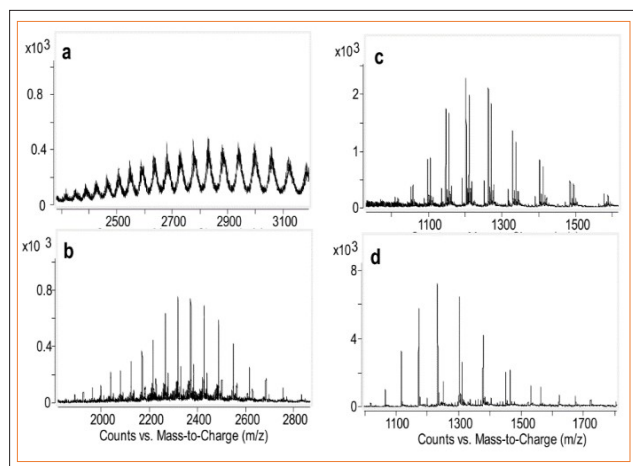 x10³
a
0.8
0.4
0
2500 2700 2900 3100
x10 3
b
0.8
0.4
0
2000 2200 2400 2600 2800
Counts vs. Mass-to-Charge (m/z)
x10³
c
2
1
0
1100 1300 1500
x10³
d
8
4
0
1100 1300 1500 1700
Counts vs. Mass-to-Charge (m/z)